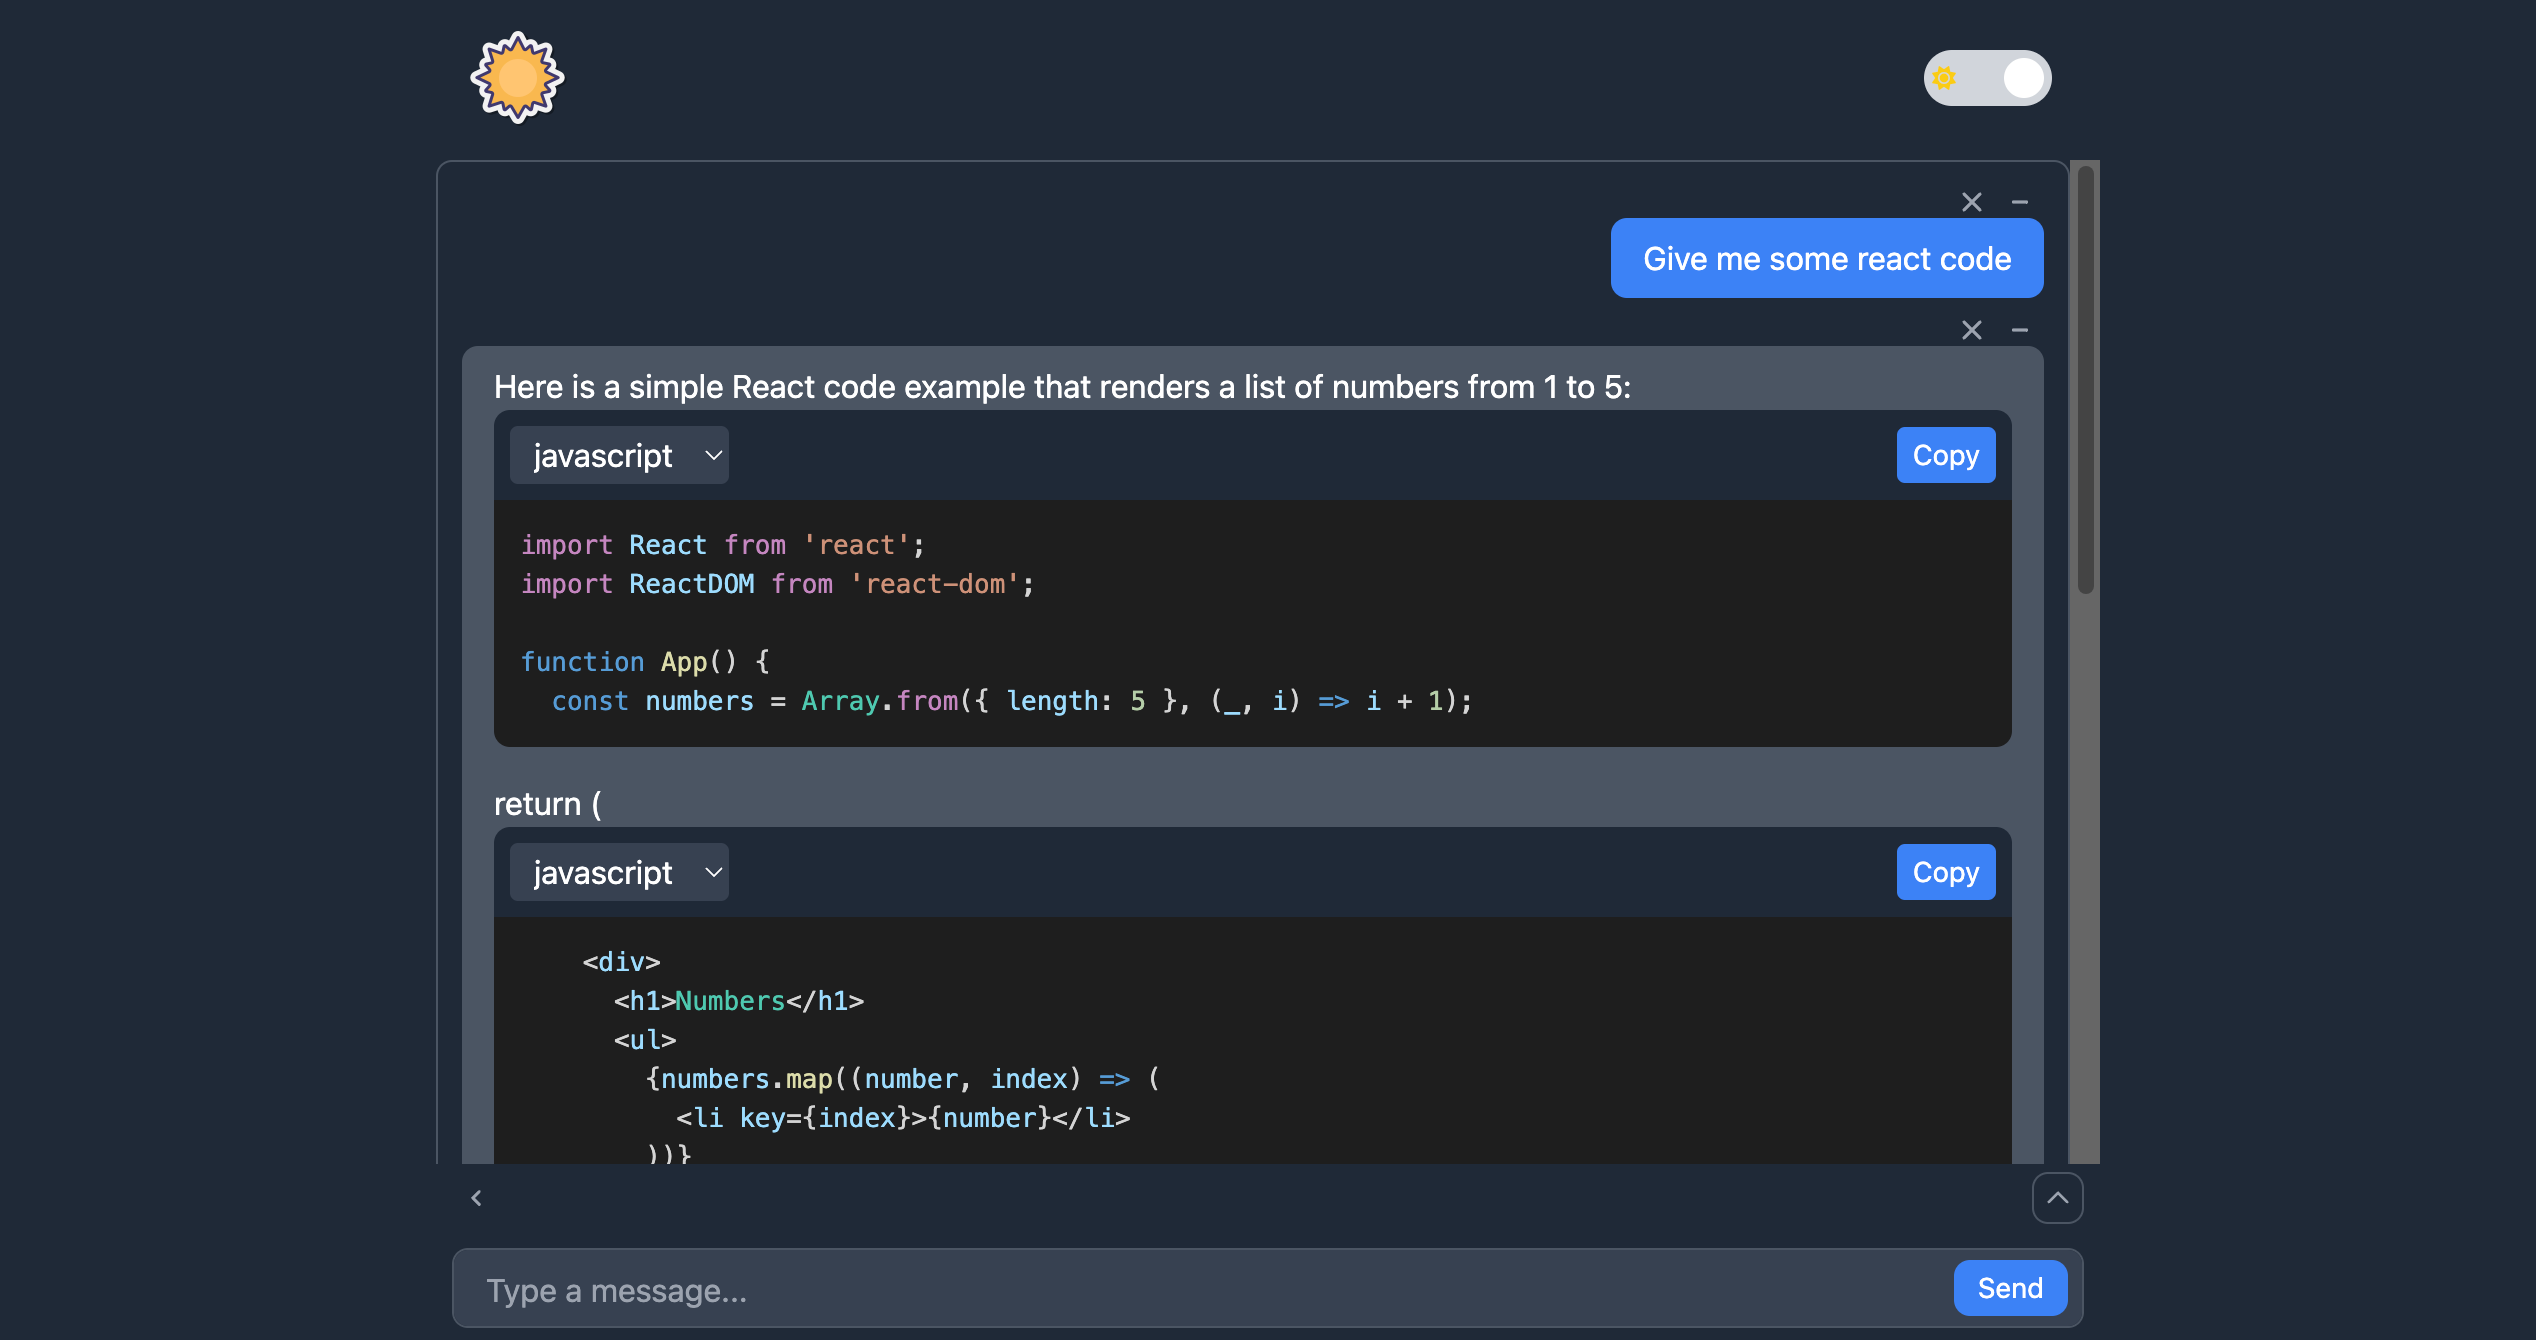 Give me some react code
Here is a simple React code example that renders a list of numbers from 1 to 5:
javascript
Copy
import React from 'react';
import ReactDOM from 'react-dom';
function App() {
  const numbers = Array.from({ length: 5 }, (_, i) => i + 1);
return (
javascript
Copy
    <div>
      <h1>Numbers</h1>
      <ul>
        {numbers.map((number, index) => (
          <li key={index}>{number}</li>
        ))}
Type a message...
Send